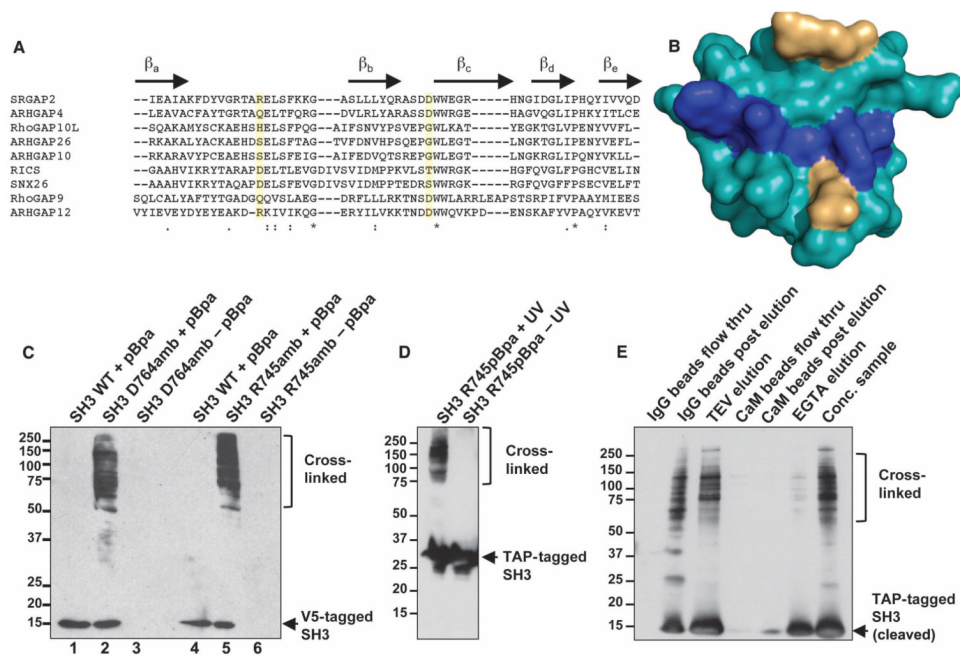 A
B
βa
βb
βc
βd
βe
SRGAP2 --IEAIAKFDYVGRTARELSFKKG---ASLLLYQRASDDWWEGR-----HNGIDGLIPHQYIVVQD
ARHGAP4 --LEAVACFAYTGRTAQELTFQRG---DVLRLYARASSDWWRGE-----HAGVQGLIPHKYITLCE
RhoGAP10L --SQAKAMYSCKAEHSHELSFPQG---AIFSNVYPSVEPGWLKAT----YEGKTGLVPENYVVFL-
ARHGAP26 --RKAKALYACKAEHDSELSFTAG---TVFDNVHPSQEPGWLEGT----LNGKTGLIPENYVEFL-
ARHGAP10 --RKARAVYPCEAEHSSELSFEIG---AIFEDVQTSREPGWLEGT----LNGKRGLIPQNYVKLL-
RICS --GAAHVIKRYTAQPDELTLEVGDIVSVIDMPPKVLSTWWRGK-----HGFQVGLFPGHCVELIN
SNX26 --AAAHVIKRYTAQAPDELSFEVGDIVSVIDMPPTEDRSWWRGK-----RGFQVGFFPSECVELFT
RhoGAP9 SQLCALYAYTAGDGQQVSLAEG---DRFLLLRKTNSDWWLARRLEAPSTSRPIFVPAAYMIEES
ARHGAP12 VYIEVEYDYEYEAKD-RKIVIKQG---ERYILVKKTNDDWWQVKPD--ENSKAFYVPAQYVKEVT
C
SH3 WT + pBpa
SH3 D764amb + pBpa
SH3 D764amb – pBpa
SH3 WT + pBpa
SH3 R745amb + pBpa
SH3 R745amb – pBpa
250
150
100
75
50
37
25
20
15
Cross-
linked
V5-tagged
SH3
1 2 3 4 5 6
D
SH3 R745pBpa + UV
SH3 R745pBpa – UV
250
150
100
75
50
37
25
20
15
Cross-
linked
TAP-tagged
SH3
E
IgG beads flow thru
IgG beads post elution
TEV elution
CaM beads flow thru
CaM beads post elution
EGTA elution
Conc. sample
250
150
100
75
50
37
25
20
15
Cross-
linked
TAP-tagged
SH3
(cleaved)